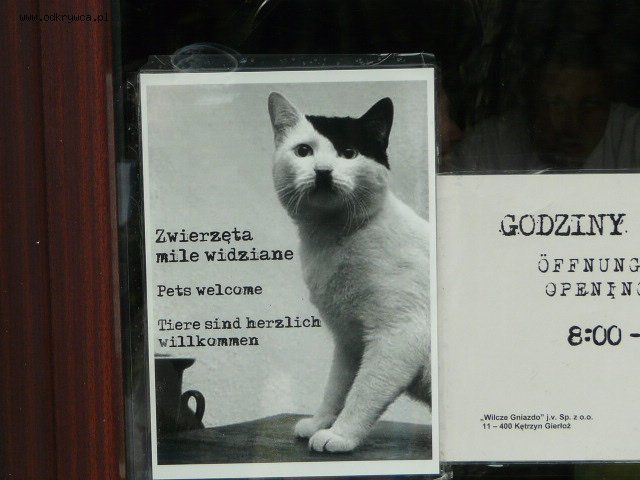 www.odkrywca.pl
Zwierzęta
mile widziane
Pets welcome
Tiere sind herzlich
willkommen
GODZINY
ÖFFNUNG
OPENING
8:00 –
„Wilcze Gniazdo" j.v. Sp. z o.o.
11 – 400 Kętrzyn Gierłoż